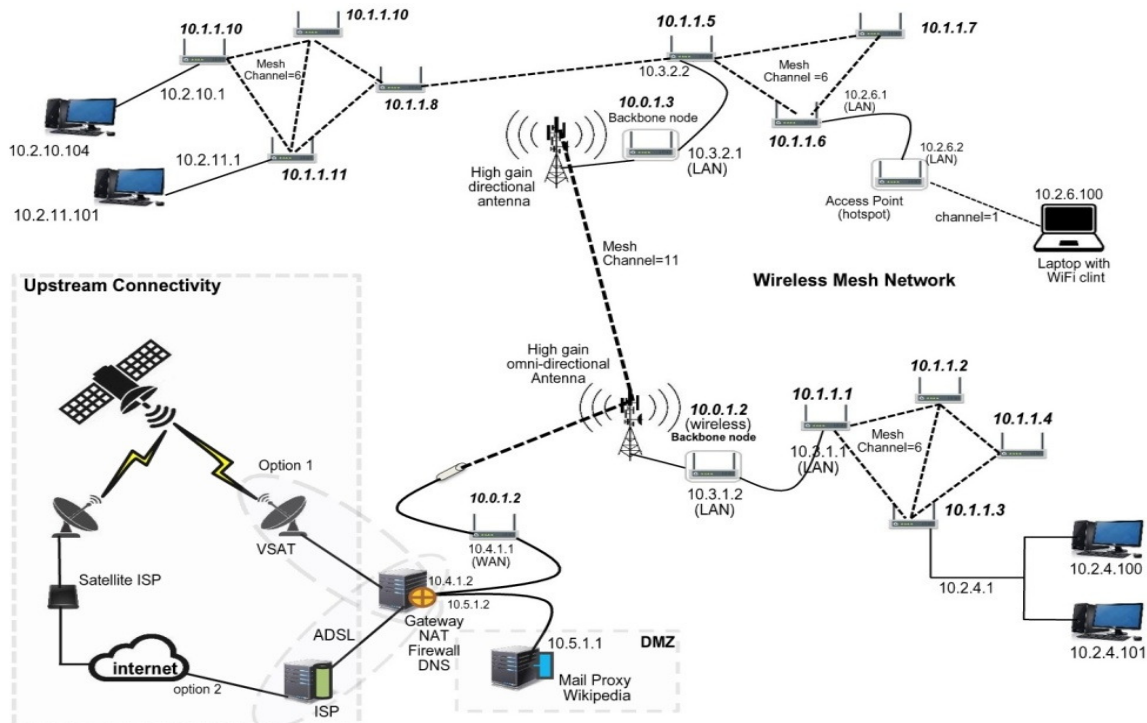 10.1.1.10
10.1.1.10
Mesh
Channel=6
10.2.10.1
10.1.1.8
10.2.10.104
10.2.11.1
10.1.1.11
10.2.11.101
10.1.1.5
10.1.1.7
10.3.2.2
Mesh
Channel =6
10.0.1.3
Backbone node
10.2.6.1
(LAN)
10.1.1.6
10.3.2.1
(LAN)
High gain
directional
antenna
10.2.6.2
(LAN)
Access Point
(hotspot)
channel=1
10.2.6.100
Laptop with
WiFi clint
Mesh
Channel=11
Upstream Connectivity
Wireless Mesh Network
High gain
omni-directional
Antenna
10.0.1.2
(wireless)
Backbone node
10.1.1.1
10.1.1.2
10.1.1.4
Mesh
Channel=6
10.3.1.1
(LAN)
10.3.1.2
(LAN)
10.1.1.3
Option 1
VSAT
Satellite ISP
10.0.1.2
10.4.1.1
(WAN)
10.4.1.2
10.5.1.2
Gateway
NAT
Firewall
DNS
ADSL
internet
option 2
ISP
10.5.1.1
DMZ
Mail Proxy
Wikipedia
10.2.4.1
10.2.4.100
10.2.4.101